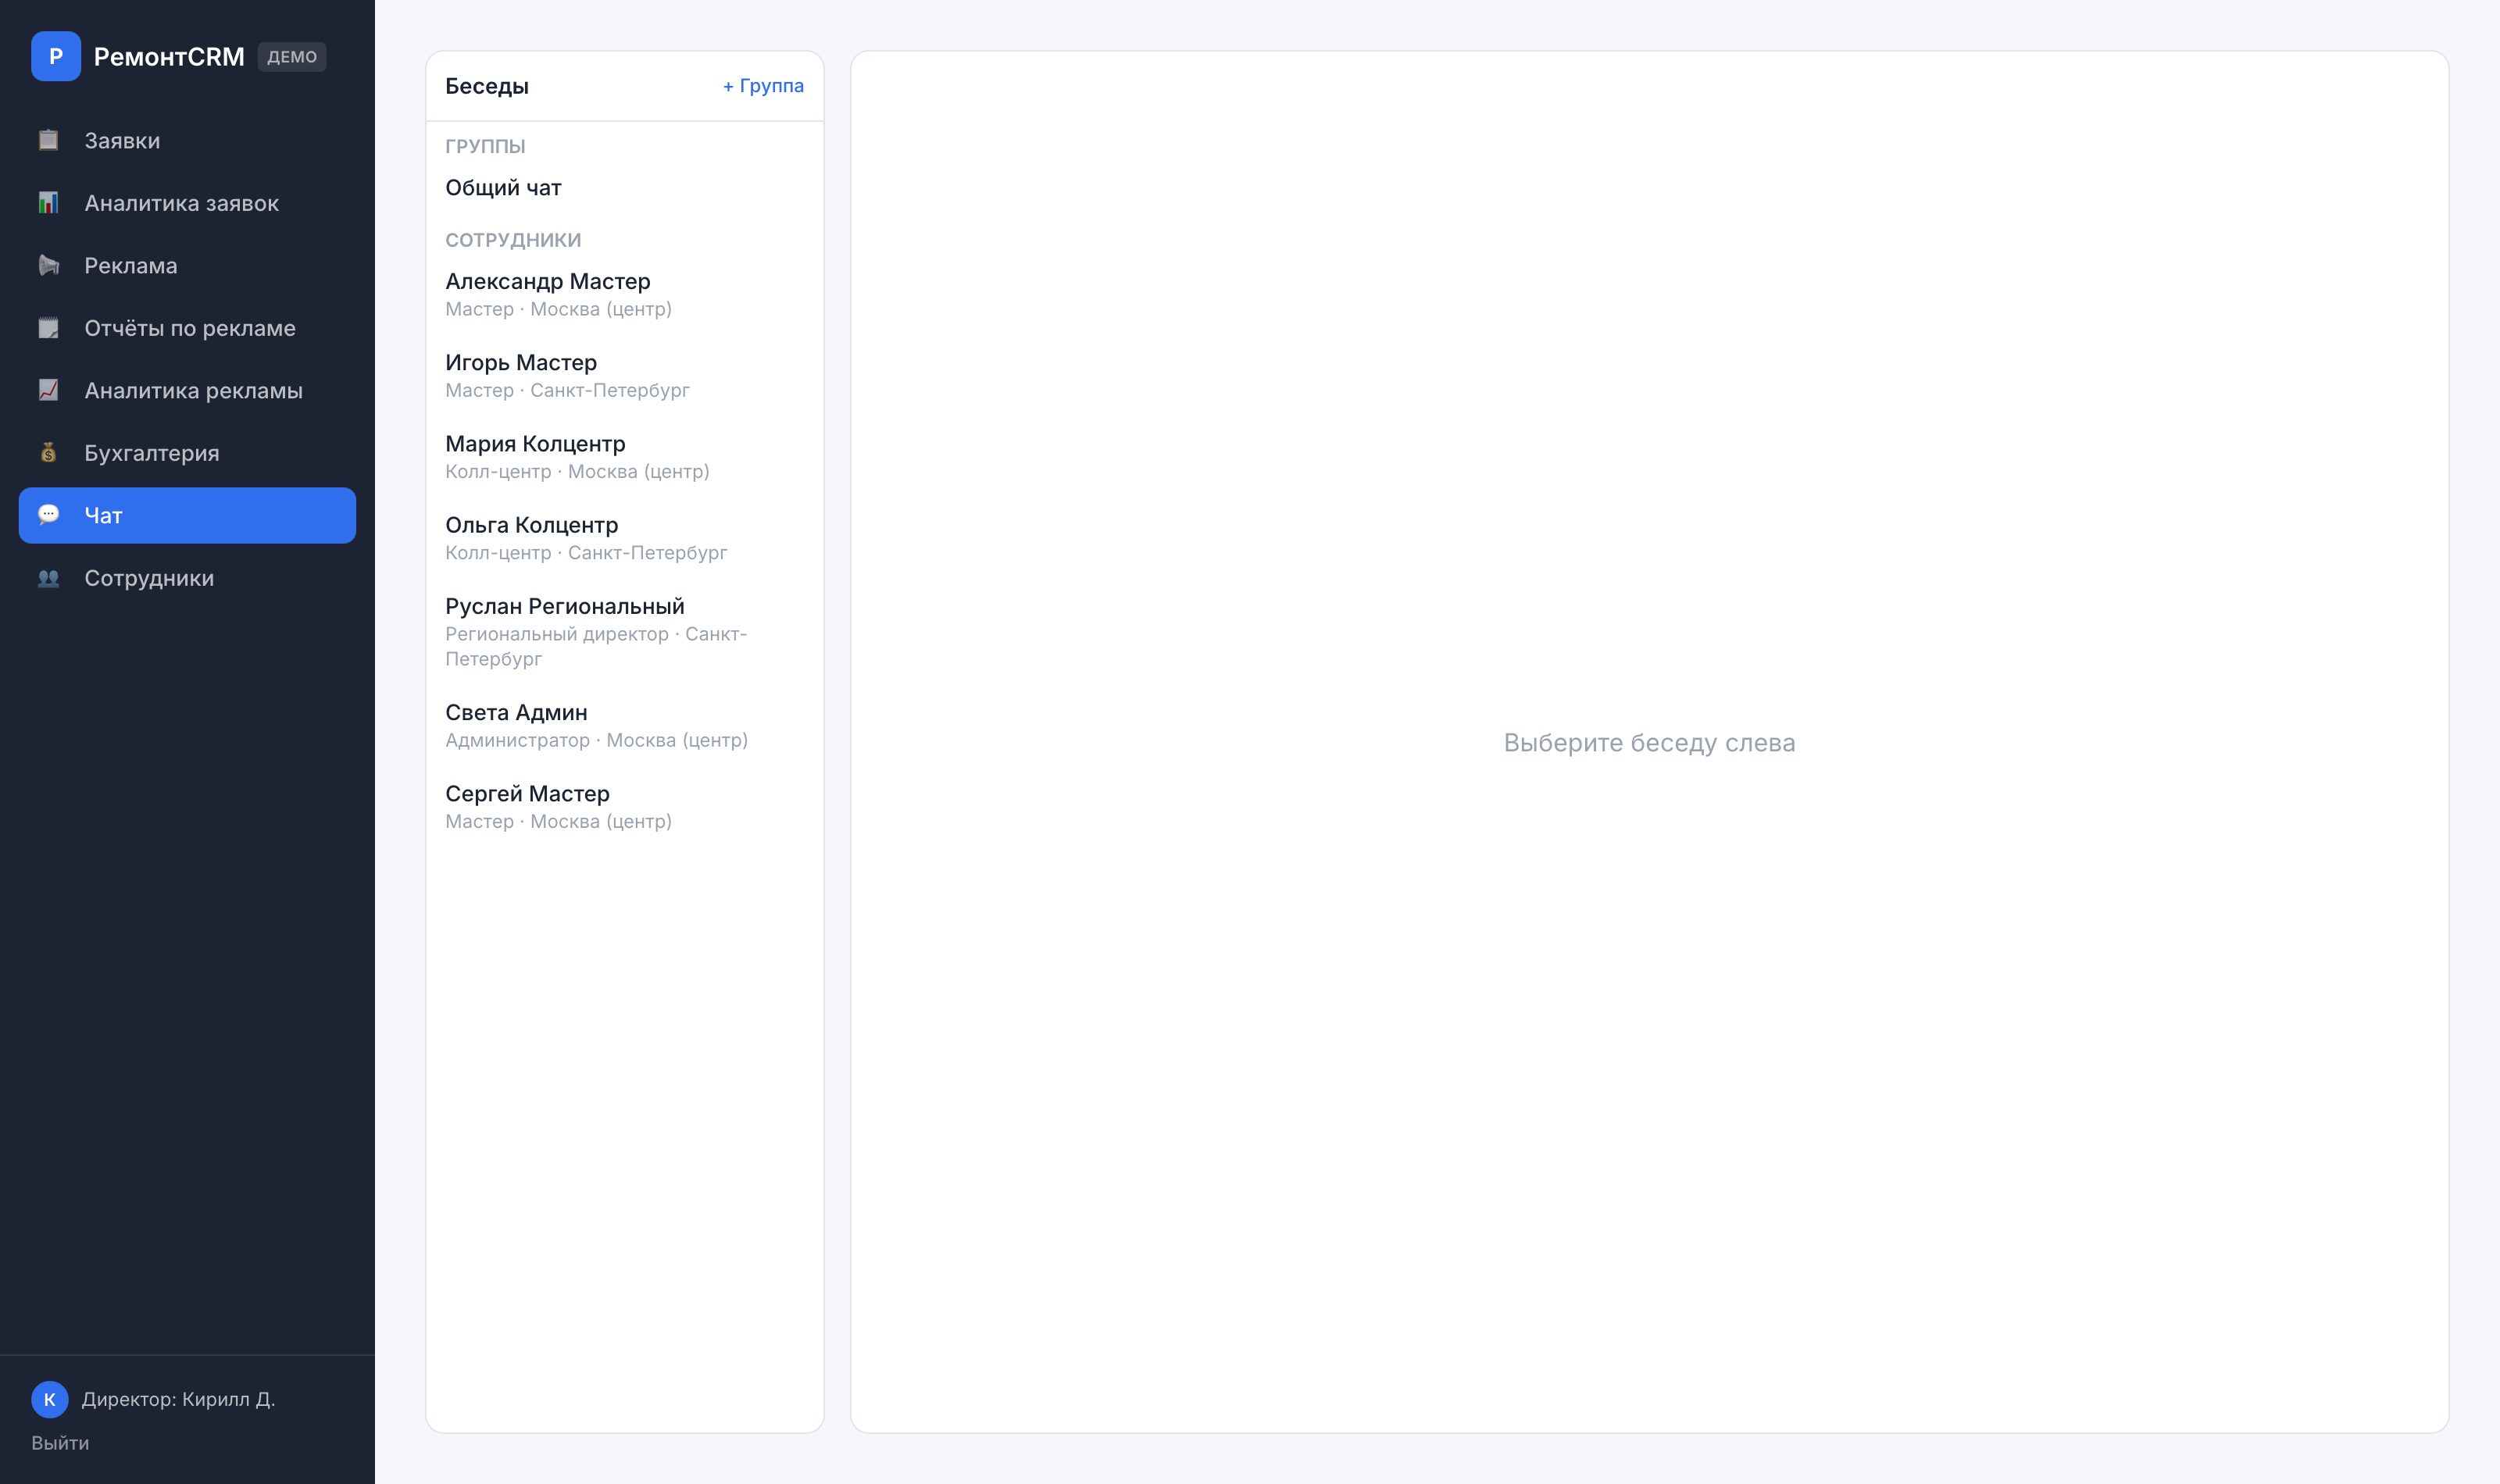 Р РемонтCRM ДЕМО
Заявки
Аналитика заявок
Реклама
Отчёты по рекламе
Аналитика рекламы
Бухгалтерия
Чат
Сотрудники
К Директор: Кирилл Д.
Выйти
Беседы + Группа
ГРУППЫ
Общий чат
СОТРУДНИКИ
Александр Мастер
Мастер · Москва (центр)
Игорь Мастер
Мастер · Санкт-Петербург
Мария Колцентр
Колл-центр · Москва (центр)
Ольга Колцентр
Колл-центр · Санкт-Петербург
Руслан Региональный
Региональный директор · Санкт-
Петербург
Света Админ
Администратор · Москва (центр)
Сергей Мастер
Мастер · Москва (центр)
Выберите беседу слева